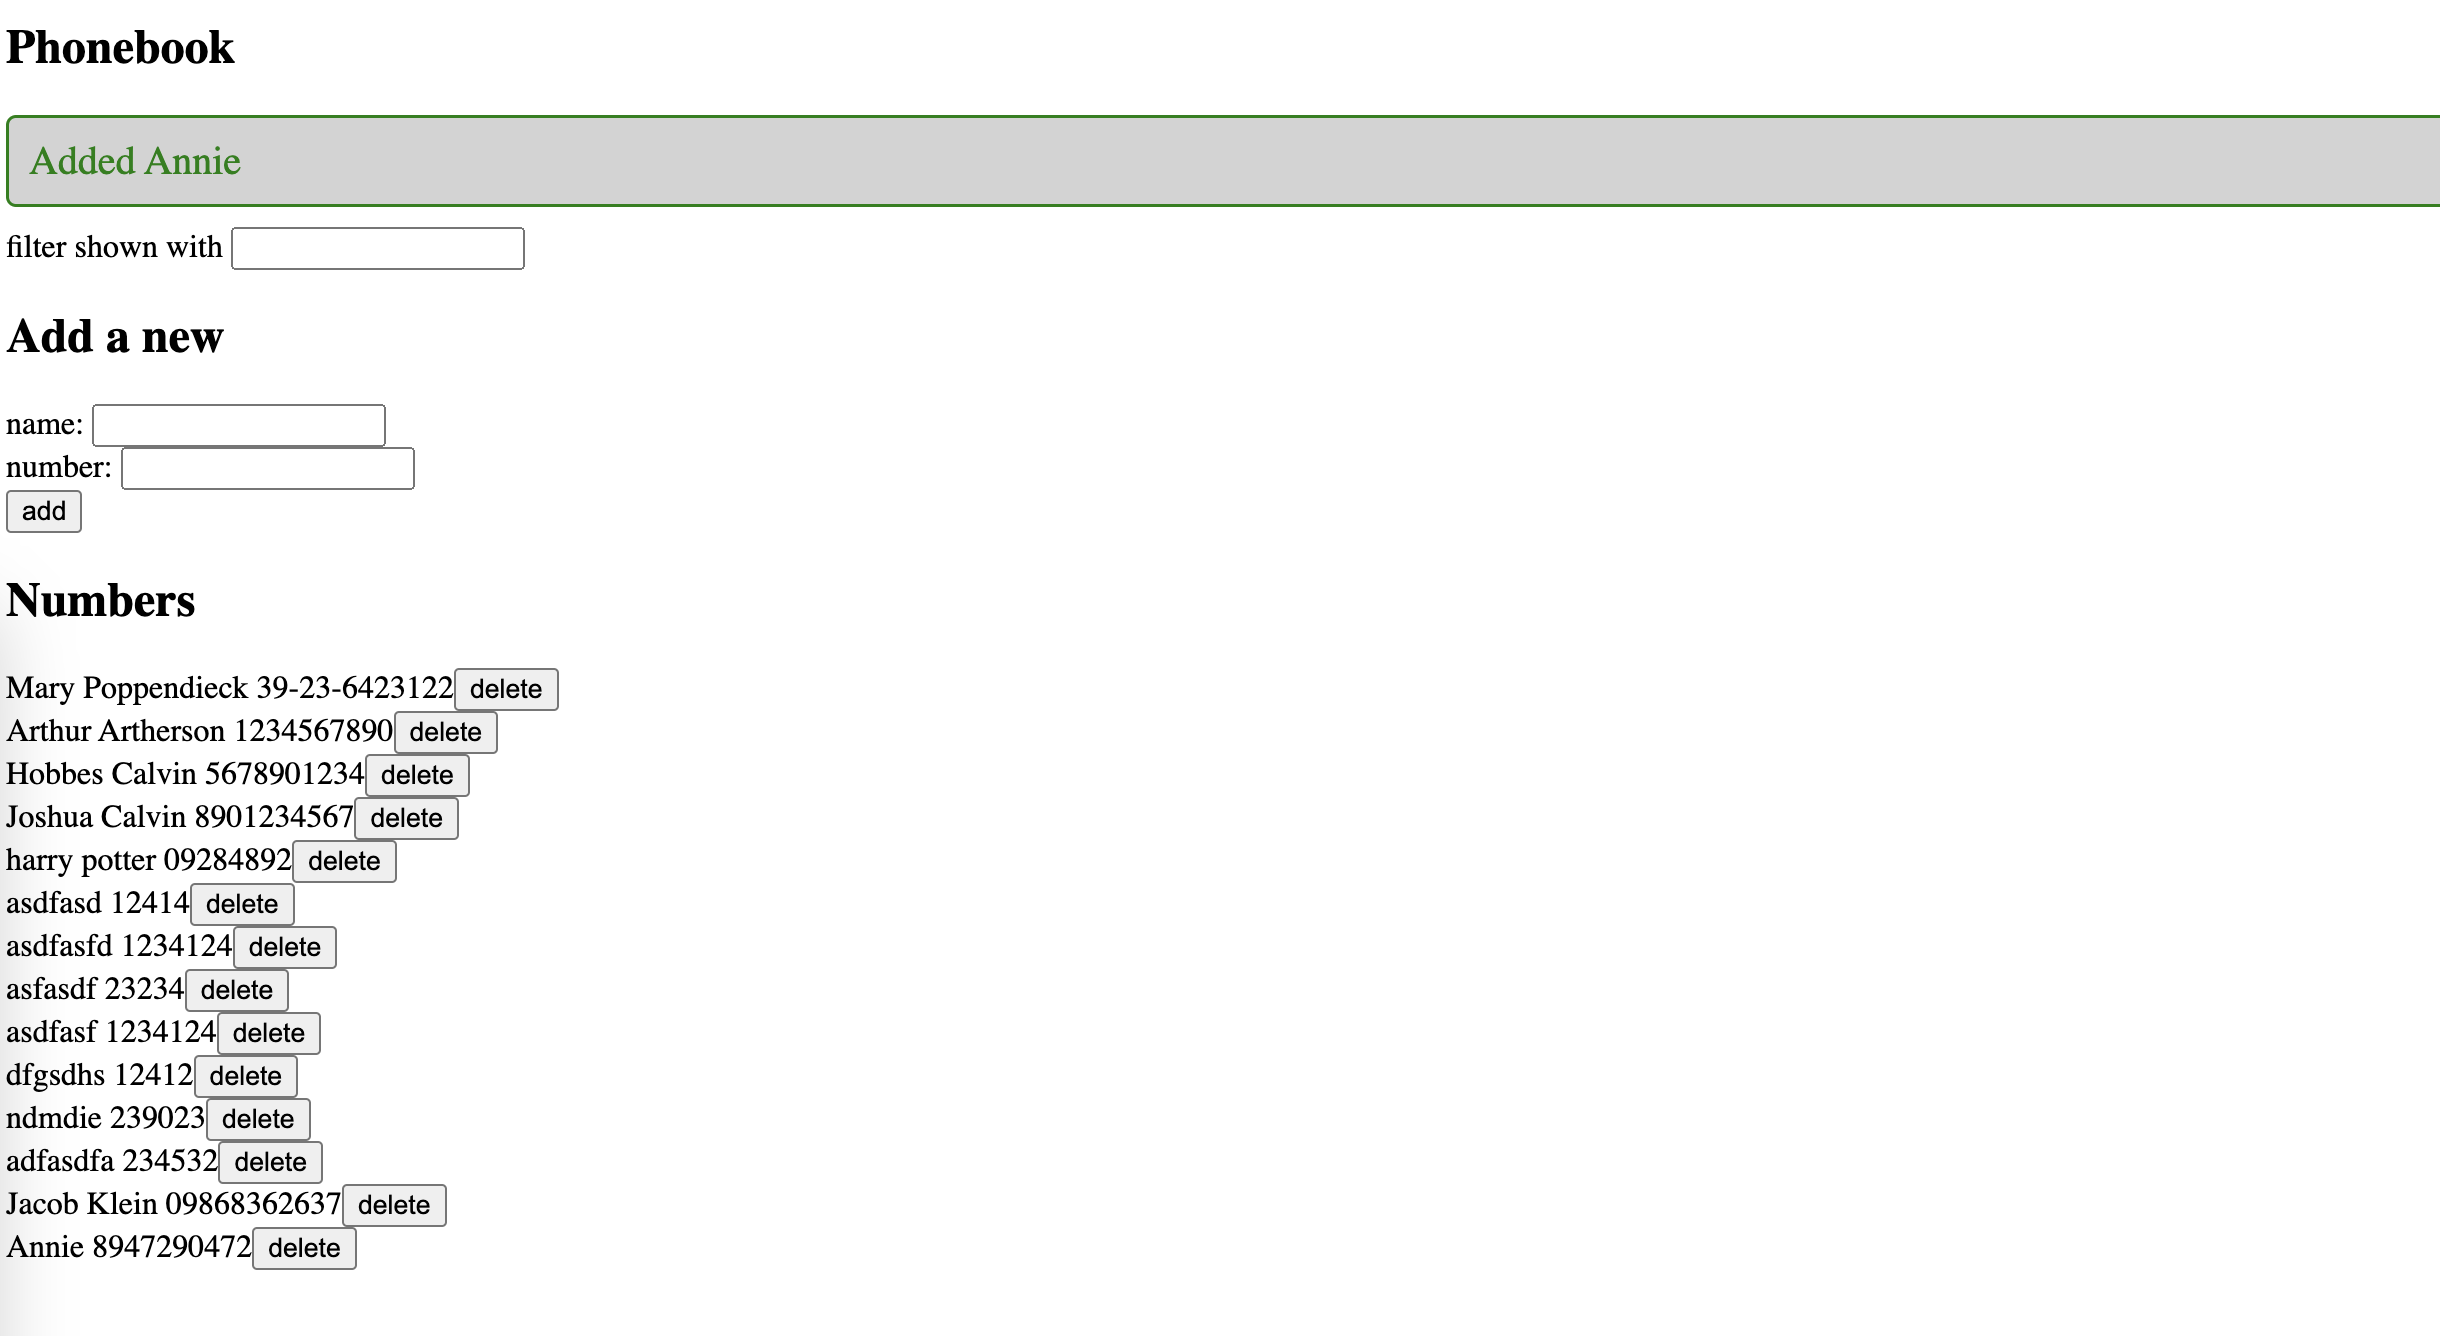 Phonebook
Added Annie
filter shown with
Add a new
name:
number:
add
Numbers
Mary Poppendieck 39-23-6423122 delete
Arthur Artherson 1234567890 delete
Hobbes Calvin 5678901234 delete
Joshua Calvin 8901234567 delete
harry potter 09284892 delete
asdfasd 12414 delete
asdfasfd 1234124 delete
asfasdf 23234 delete
asdfasf 1234124 delete
dfgsdhs 12412 delete
ndmdie 239023 delete
adfasdfa 234532 delete
Jacob Klein 09868362637 delete
Annie 8947290472 delete